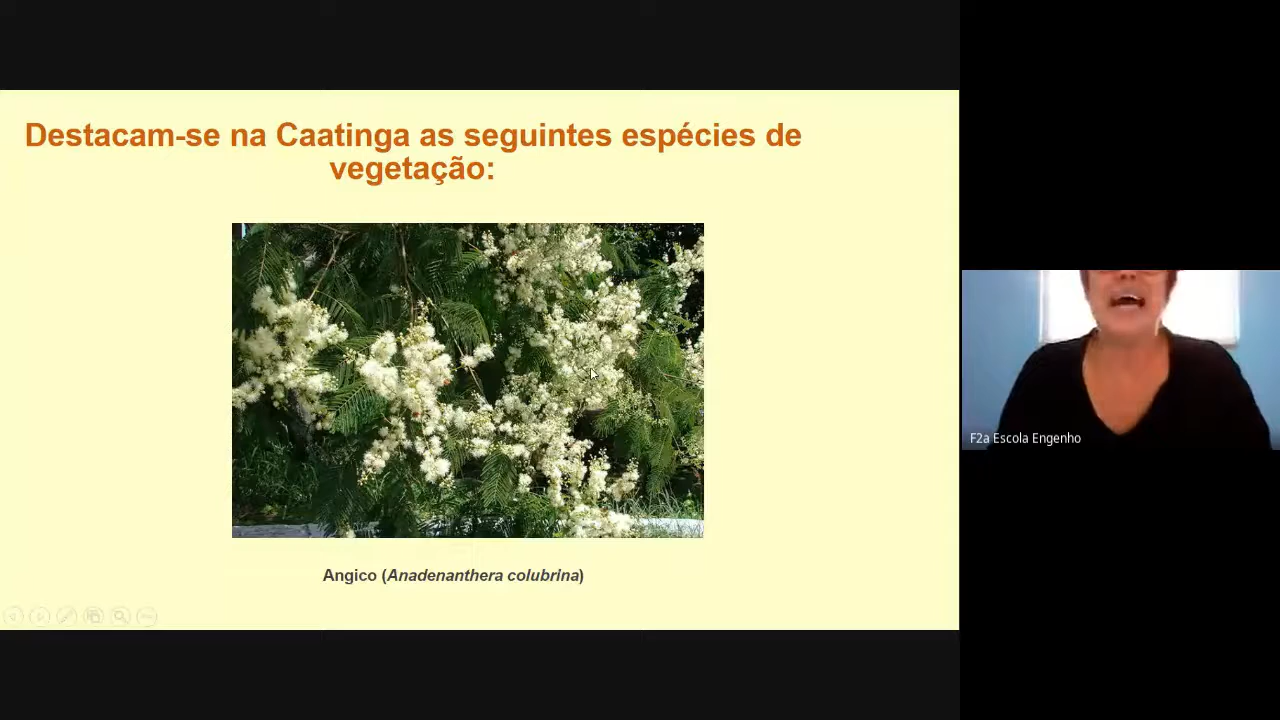 Destacam-se na Caatinga as seguintes espécies de
vegetação:
Angico (Anadenanthera colubrina)
F2a Escola Engenho